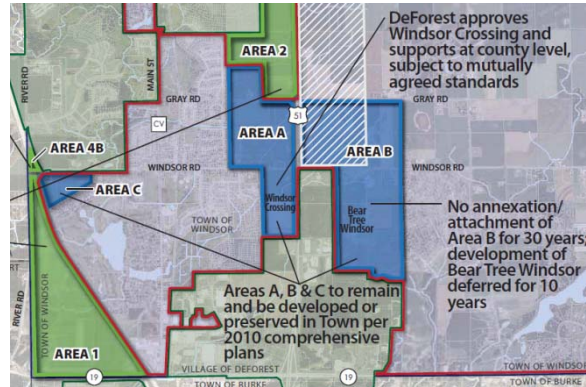 DeForest approves
Windsor Crossing and
supports at county level,
subject to mutually
agreed standards
AREA 2
RIVER RD
MAIN ST
GRAY RD
GRAY RD
51
CV
AREA A
AREA 4B
AREA B
WINDSOR RD
WINDSOR RD
AREA C
Windsor
Crossing
Bear
Tree
Windsor
TOWN OF
WINDSOR
No annexation/
attachment of
Area B for 30 years;
development of
Bear Tree Windsor
deferred for 10
years
RT
RIVER RD
TOWN OF WINDSOR
Areas A, B & C to remain
and be developed or
preserved in Town per
2010 comprehensive
plans
AREA 1
19
VILLAGE OF DEFOREST
19
TOWN OF WINDS
TOWN OF BURKE
TOWN OF BURKE